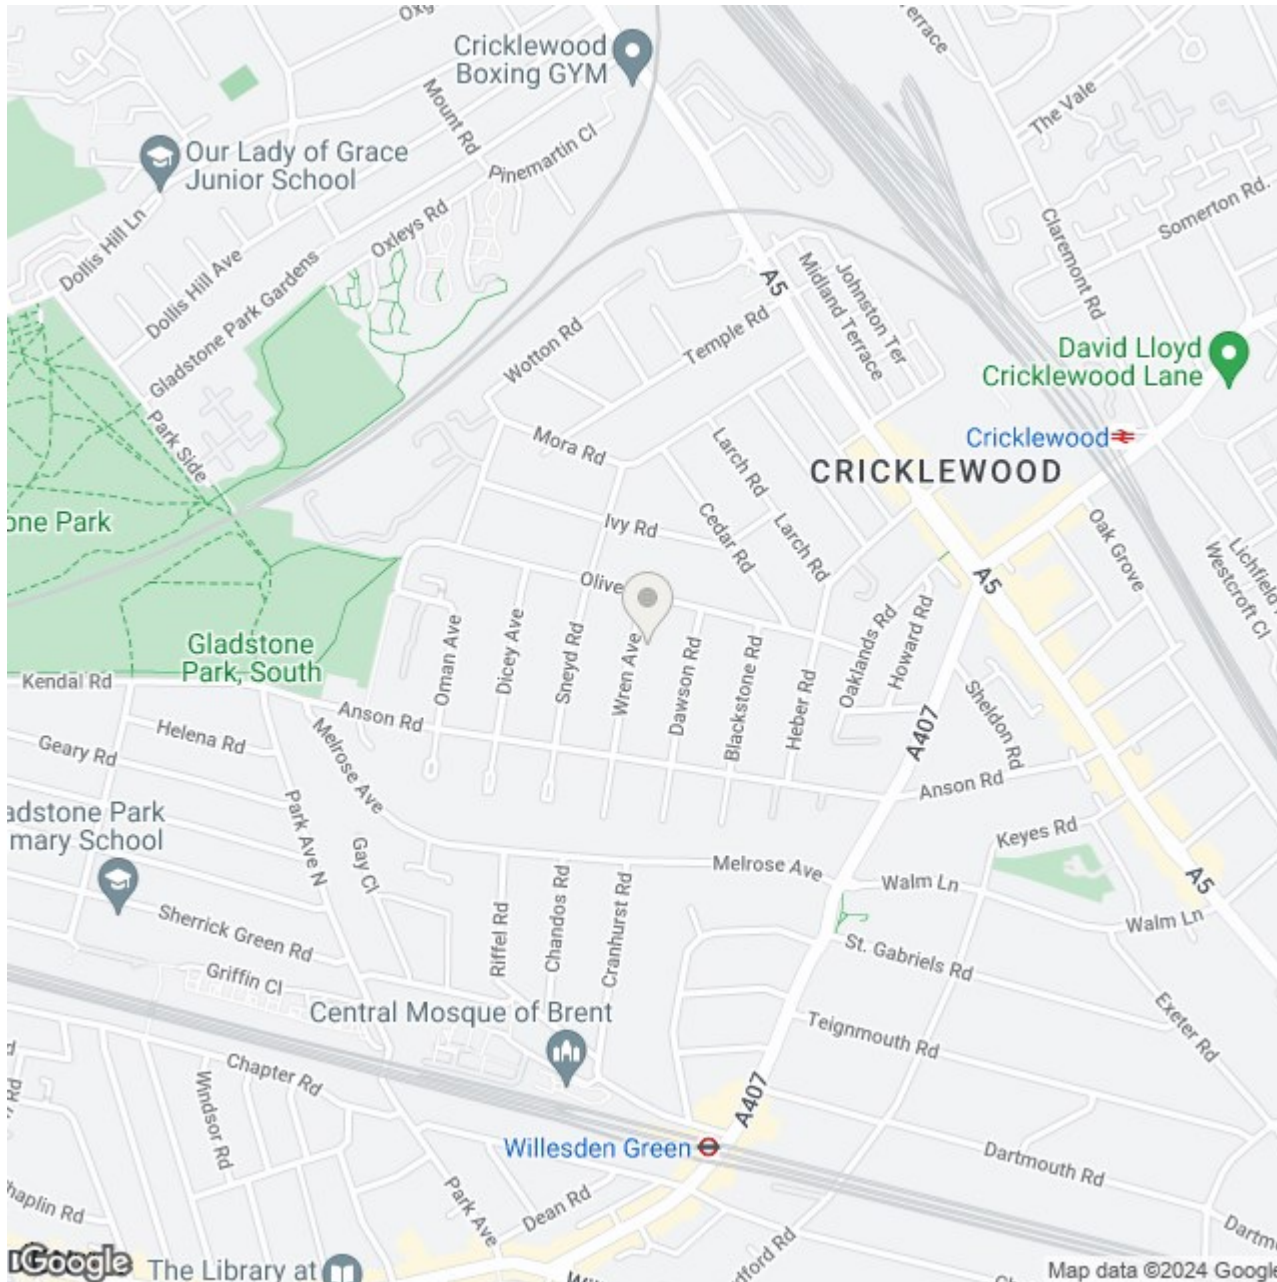 Oxg
Terrace
Cricklewood
Boxing GYM
The Vale
Mount Rd
Pinemartin Cl
Our Lady of Grace
Junior School
Somerton Rd.
Claremont Rd
Dollis Hill Ln
Oxleys Rd
Dollis Hill Ave
Gladstone Park Gardens
A5
Midland Terrace
Johnston Ter
Temple Rd
Wotton Rd
David Lloyd
Cricklewood Lane
Park Side
Mora Rd
Larch Rd
Cricklewood
CRICKLEWOOD
one Park
Ivy Rd
Cedar Rd
Larch Rd
Oak Grove
Lichfield
Westcroft Cl
Olive
A5
Gladstone
Park, South
Kendal Rd
Oman Ave
Dicey Ave
Sneyd Rd
Wren Ave
Dawson Rd
Blackstone Rd
Heber Rd
Oaklands Rd
Howard Rd
Sheldon Rd
Anson Rd
Helena Rd
Geary Rd
Melrose Ave
A407
Anson Rd
adstone Park
mary School
Park Ave N
Gay Cl
Keyes Rd
Melrose Ave
Walm Ln
A5
Walm Ln
Sherrick Green Rd
Riffel Rd
Chandos Rd
Cranhurst Rd
St. Gabriels Rd
Griffin Cl
Central Mosque of Brent
Teignmouth Rd
Exeter Rd
Chapter Rd
Windsor Rd
A407
Willesden Green
Dartmouth Rd
haplin Rd
Park Ave
Dean Rd
Dartm
dford Rd
Google
The Library at
Map data ©2024 Google